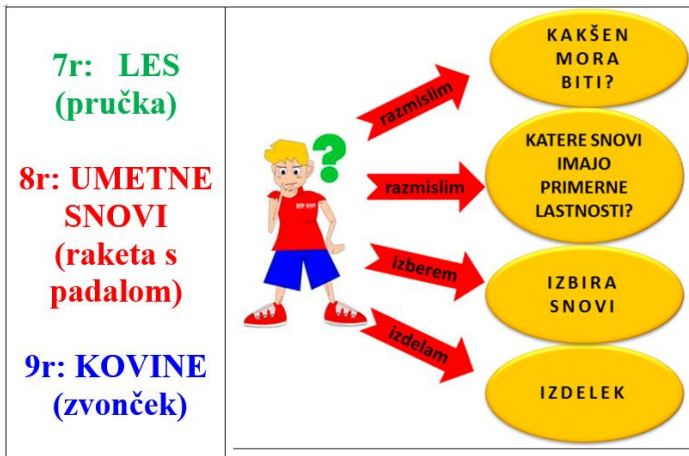 7r: LES
(pručka)
8r: UMETNE
SNOVI
(raketa s
padalom)
9r: KOVINE
(zvonček)
razmislim
KAKŠEN
MORA
BITI?
razmislim
KATERE SNOVI
IMAJO
PRIMERNE
LASTNOSTI?
izberem
IZBIRA
SNOVI
izdelam
IZDELEK